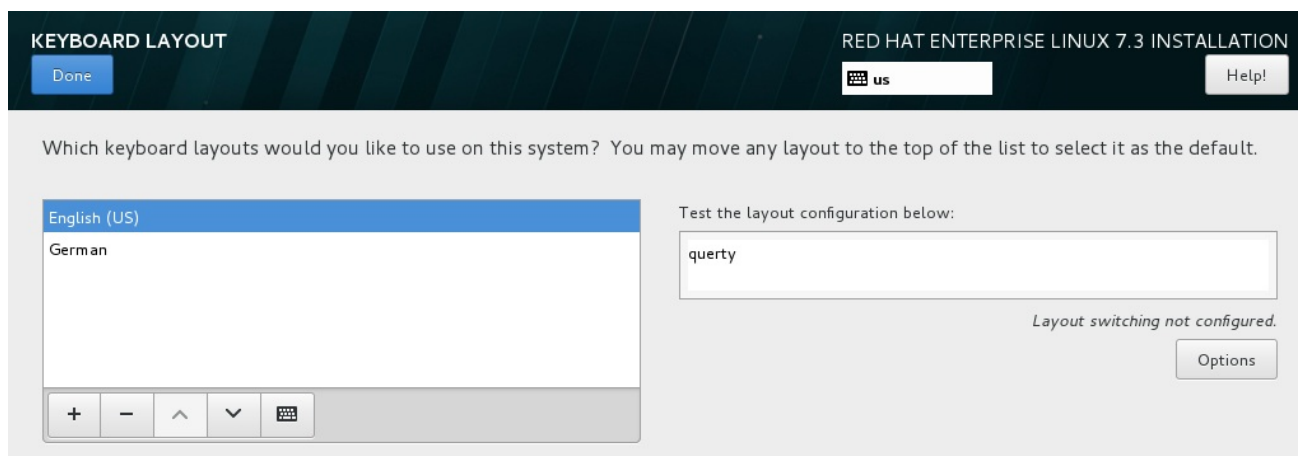 KEYBOARD LAYOUT
RED HAT ENTERPRISE LINUX 7.3 INSTALLATION
Done
us
Help!
Which keyboard layouts would you like to use on this system? You may move any layout to the top of the list to select it as the default.
English (US)
German
Test the layout configuration below:
querty
Layout switching not configured.
Options